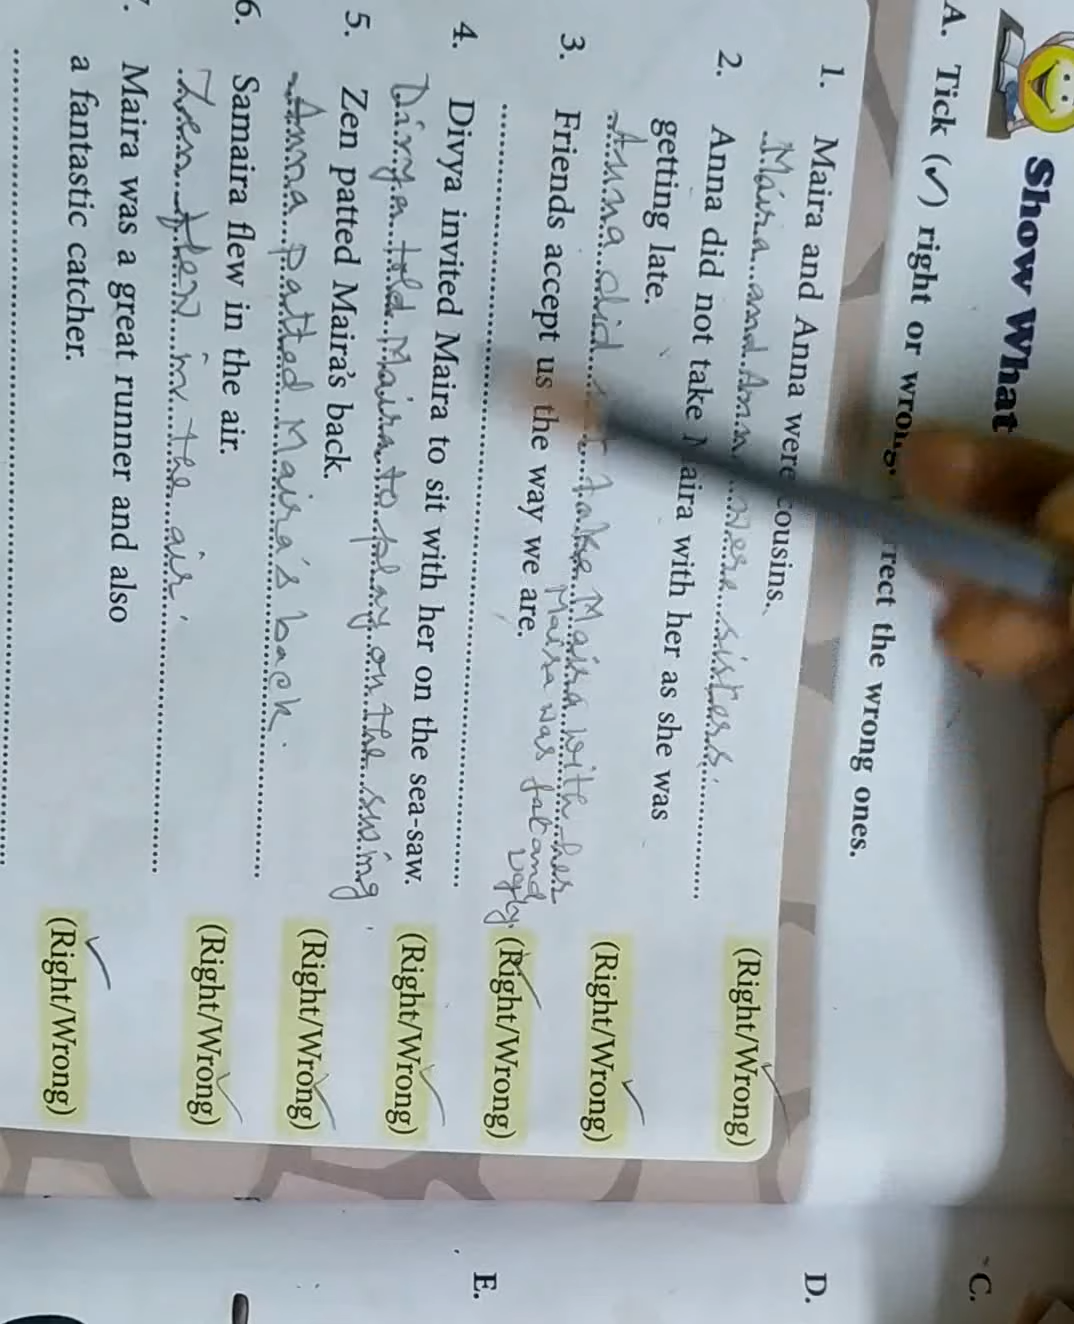 Show What
A. Tick (✓) right or wrong. rect the wrong ones.
1. Maira and Anna were cousins. (Right/Wrong)
Maira and Ann were sisters.
2. Anna did not take Maira with her as she was
getting late. (Right/Wrong)
Anna did take Maira with her
Maira was fat and
ugly.
3. Friends accept us the way we are. (Right/Wrong)
4. Divya invited Maira to sit with her on the sea-saw. (Right/Wrong)
Divya told Maira to play on the swing
5. Zen patted Maira's back. (Right/Wrong)
Anna patted Maira's back.
6. Samaira flew in the air. (Right/Wrong)
Zen flew in the air.
. Maira was a great runner and also
a fantastic catcher. (Right/Wrong)
C.
D.
E.